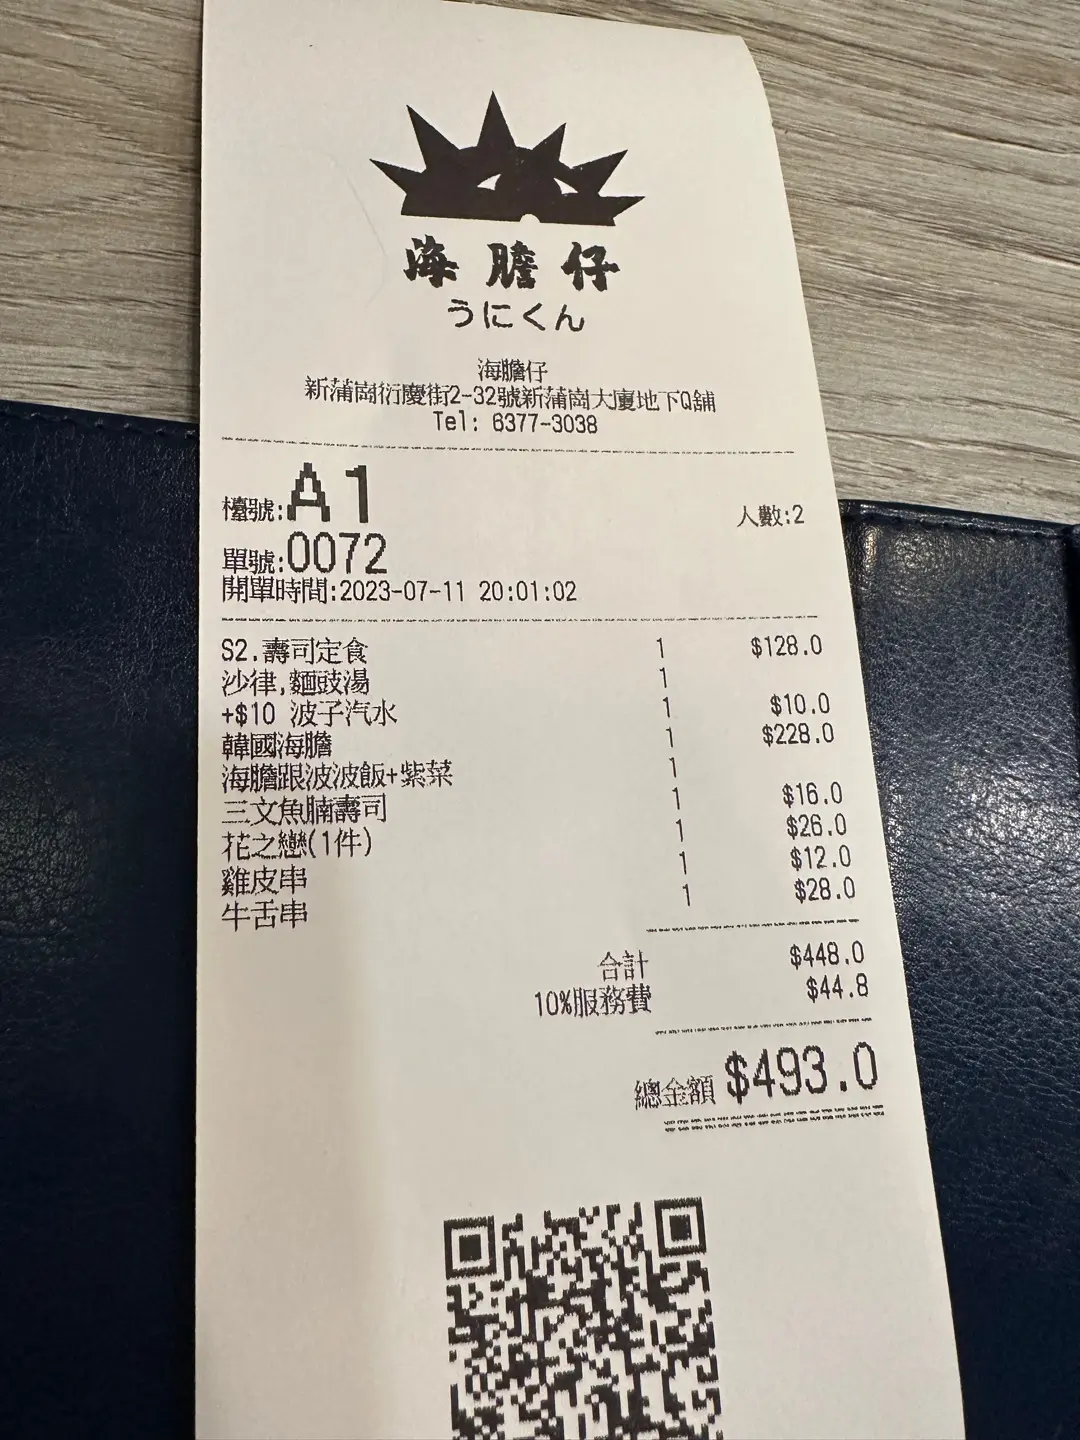 海膽仔
うにくん
海膽仔
新蒲崗衍慶街2-32號新蒲崗大廈地下Q舖
Tel: 6377-3038
檯號:A1 人數:2
單號:0072
開單時間:2023-07-11 20:01:02
S2.壽司定食 1 $128.0
沙律,麵豉湯 1
+$10 波子汽水 1 $10.0
韓國海膽 1 $228.0
海膽跟波波飯+紫菜 1
三文魚腩壽司 1 $16.0
花之戀(1件) 1 $26.0
雞皮串 1 $12.0
牛舌串 1 $28.0
合計 $448.0
10%服務費 $44.8
總金額 $493.0